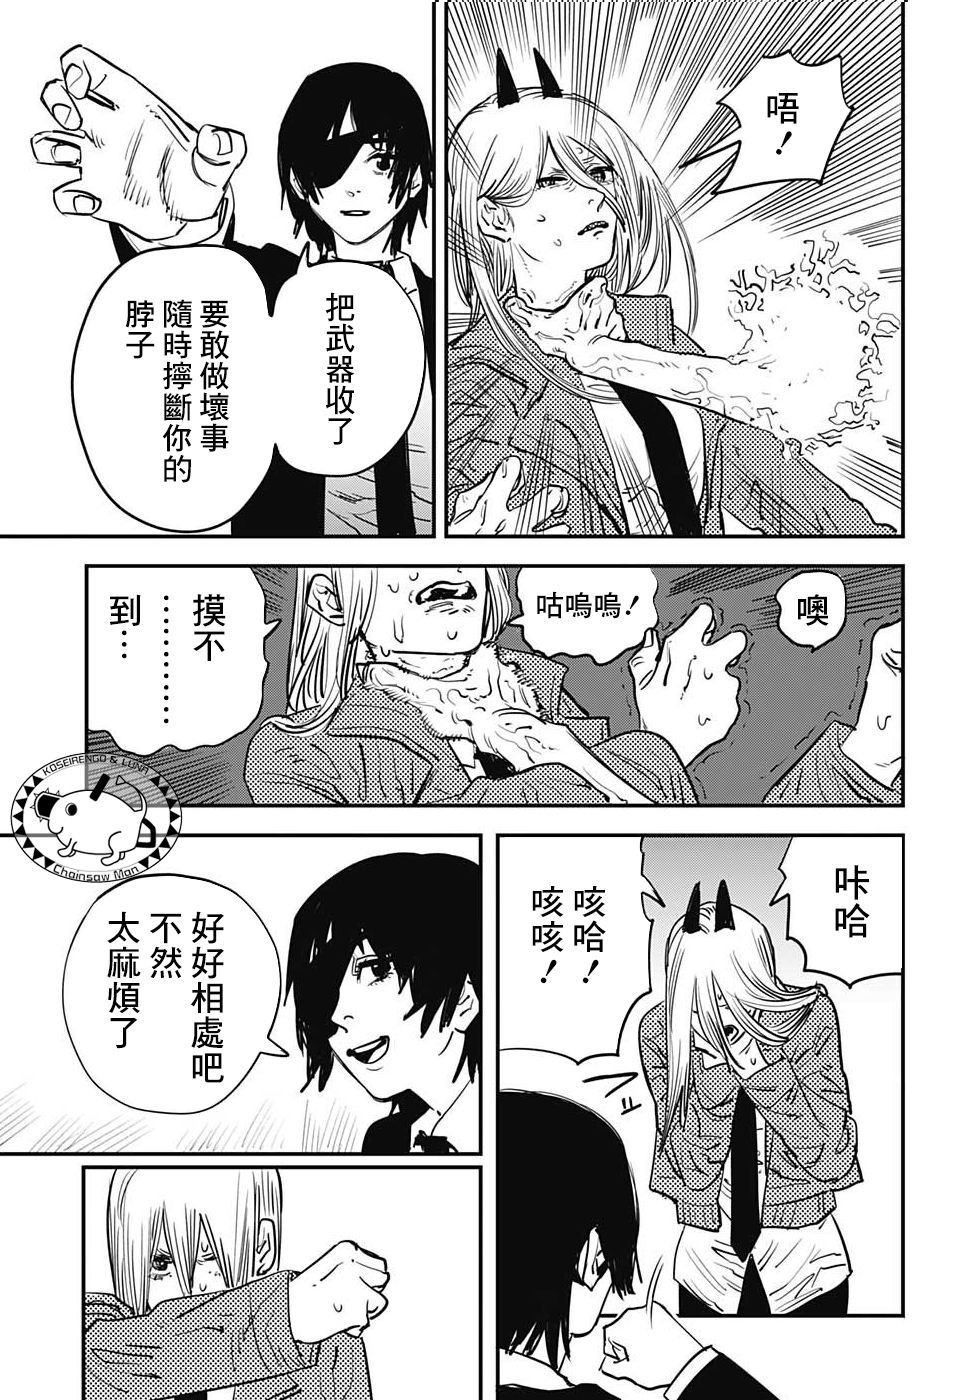 唔！
把武器收了
要敢做壞事
隨時擰斷你的
脖子
噢
咕嗚嗚！
摸不
…………
到…
咔哈
咳哈！
咳咳！
好好相處吧
不然
太麻煩了
KOSEIRENGO & LUNA
Chainsaw Man